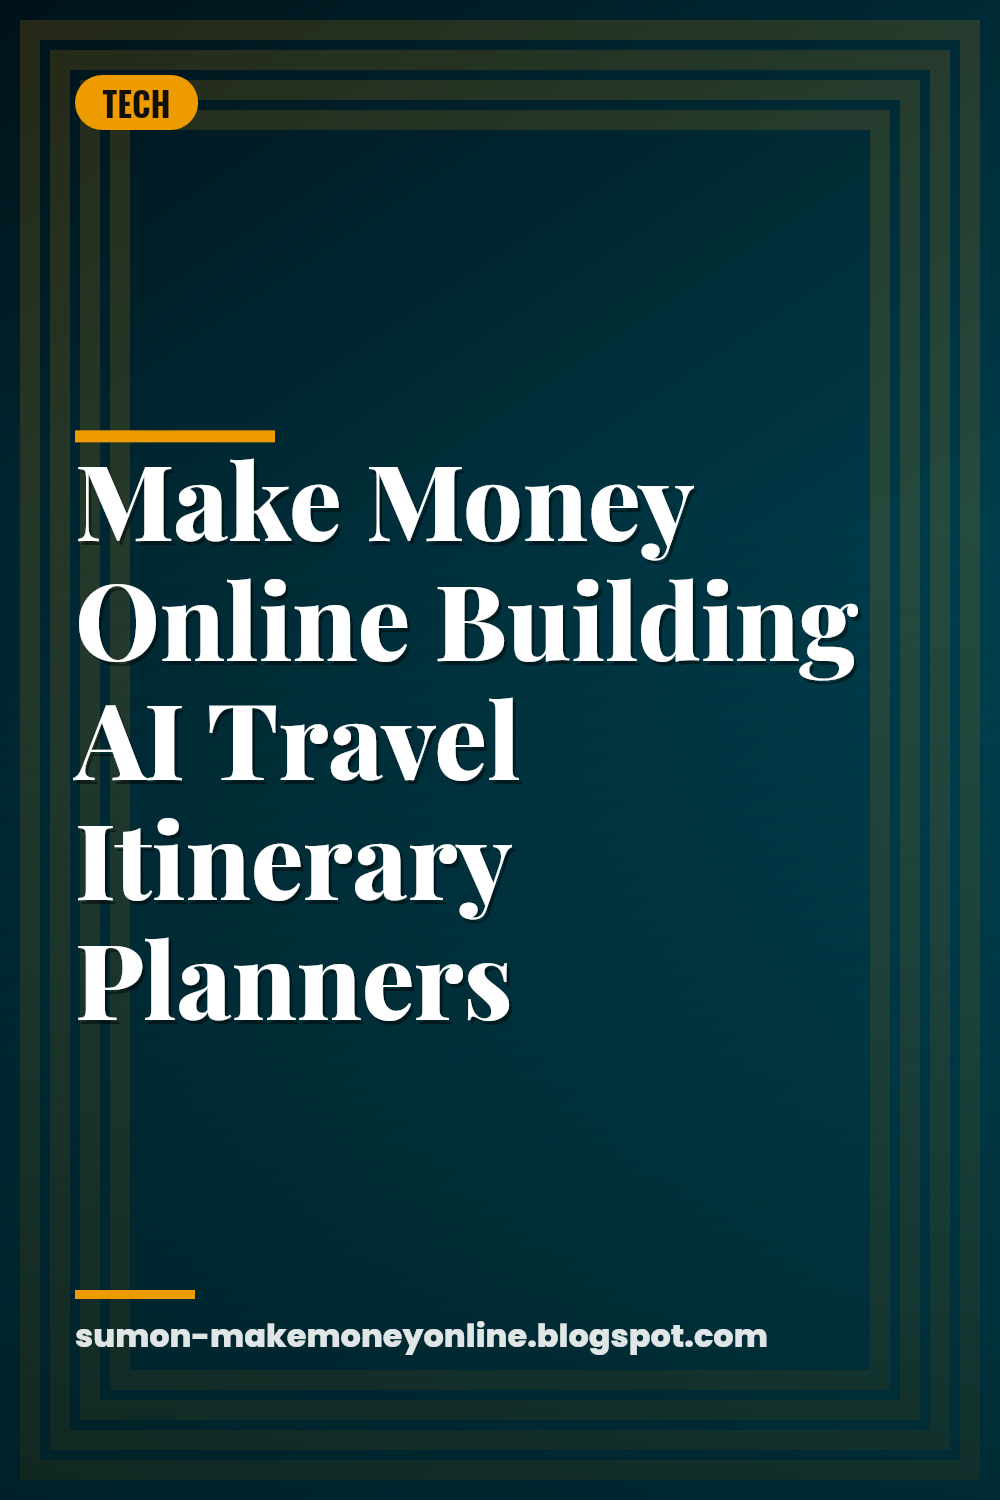 TECH
Make Money
Online Building
AI Travel
Itinerary
Planners
sumon-makemoneyonline.blogspot.com